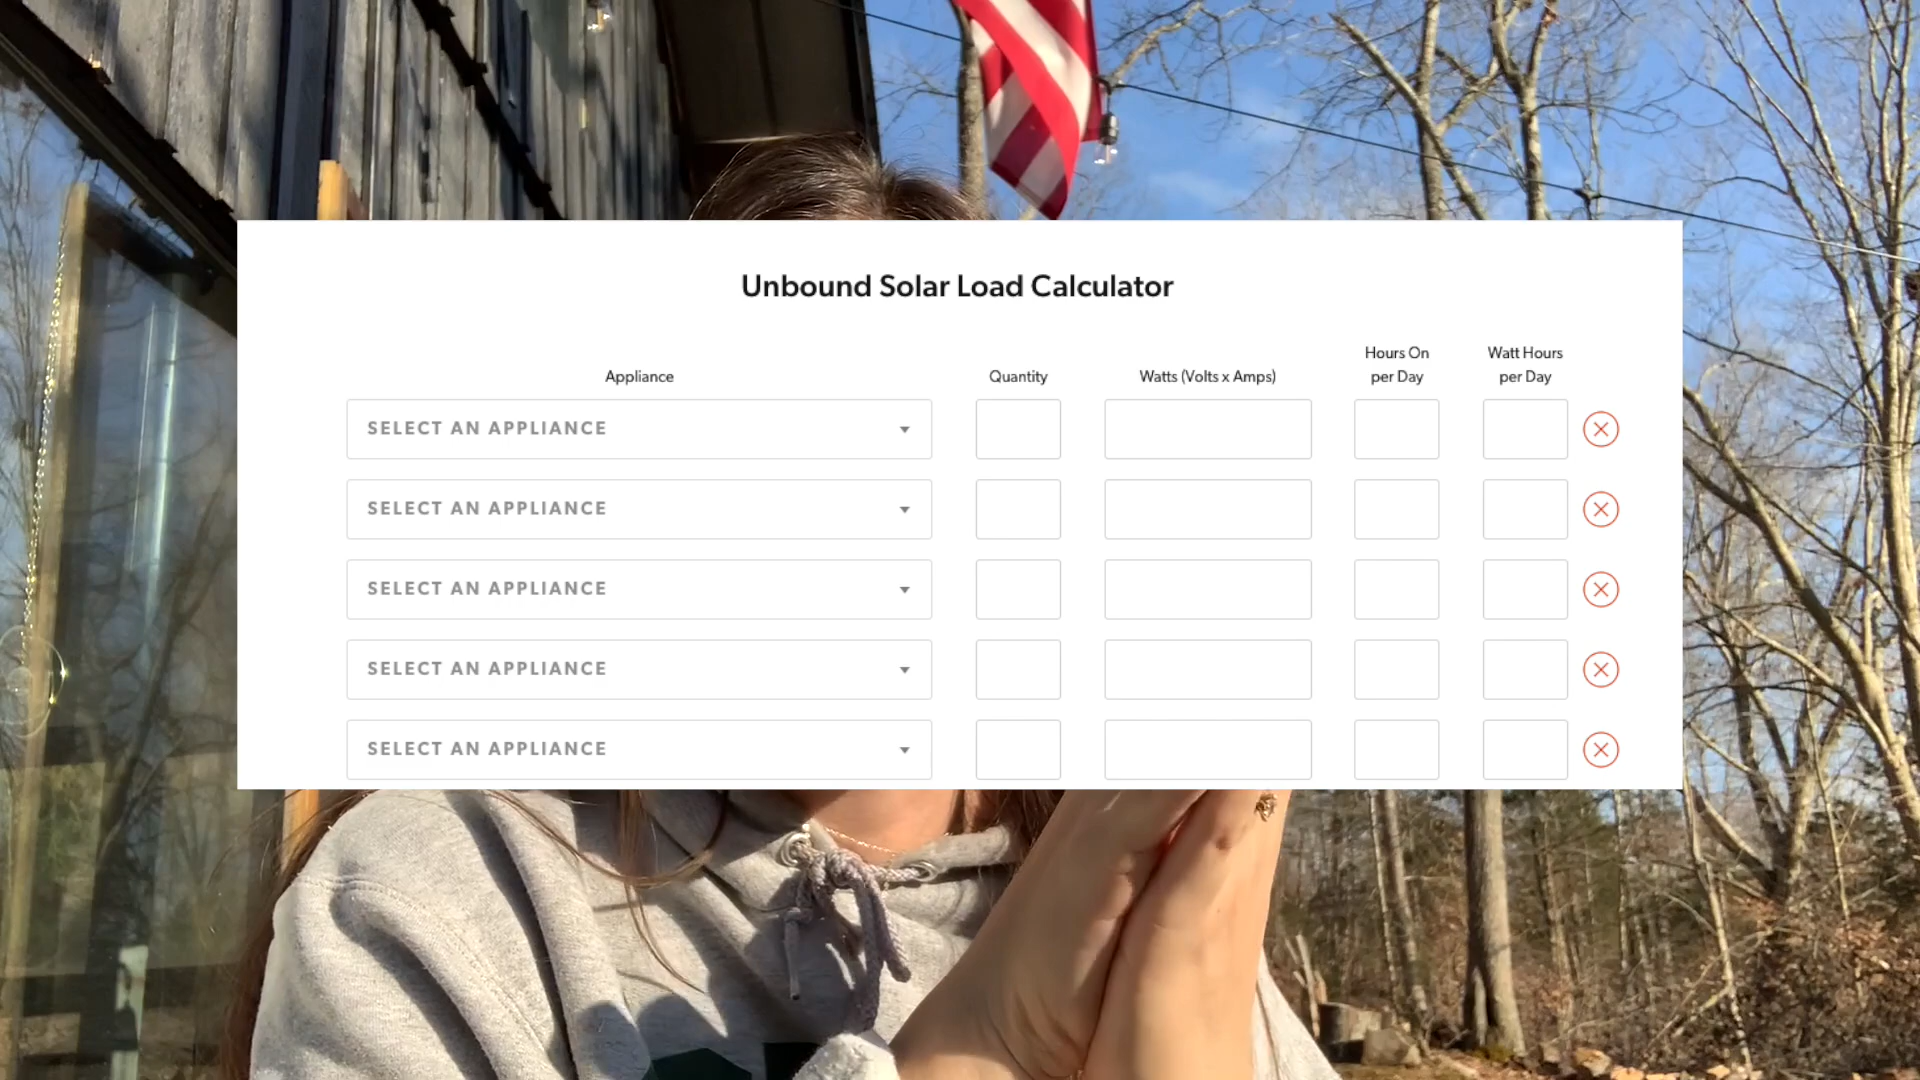 Unbound Solar Load Calculator
Appliance
Quantity
Watts (Volts x Amps)
Hours On
per Day
Watt Hours
per Day
SELECT AN APPLIANCE
SELECT AN APPLIANCE
SELECT AN APPLIANCE
SELECT AN APPLIANCE
SELECT AN APPLIANCE